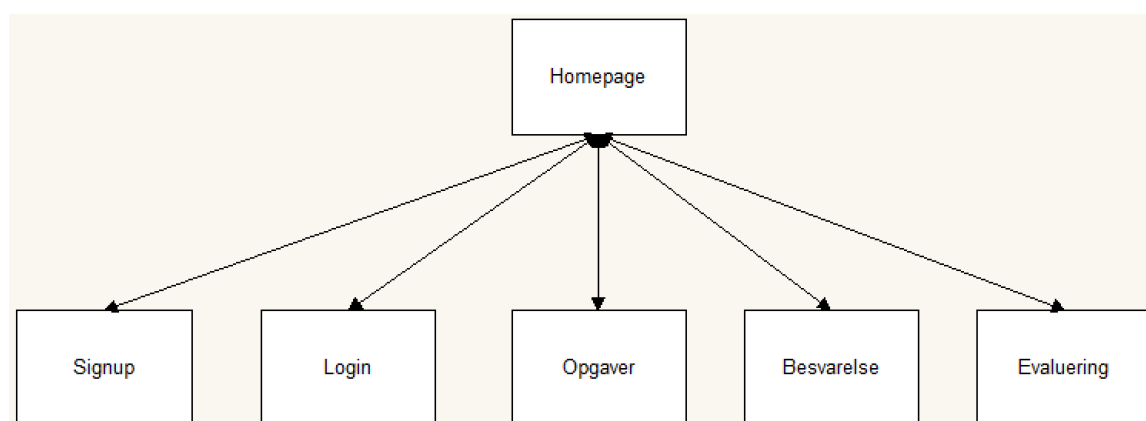 Homepage
Signup
Login
Opgaver
Besvarelse
Evaluering